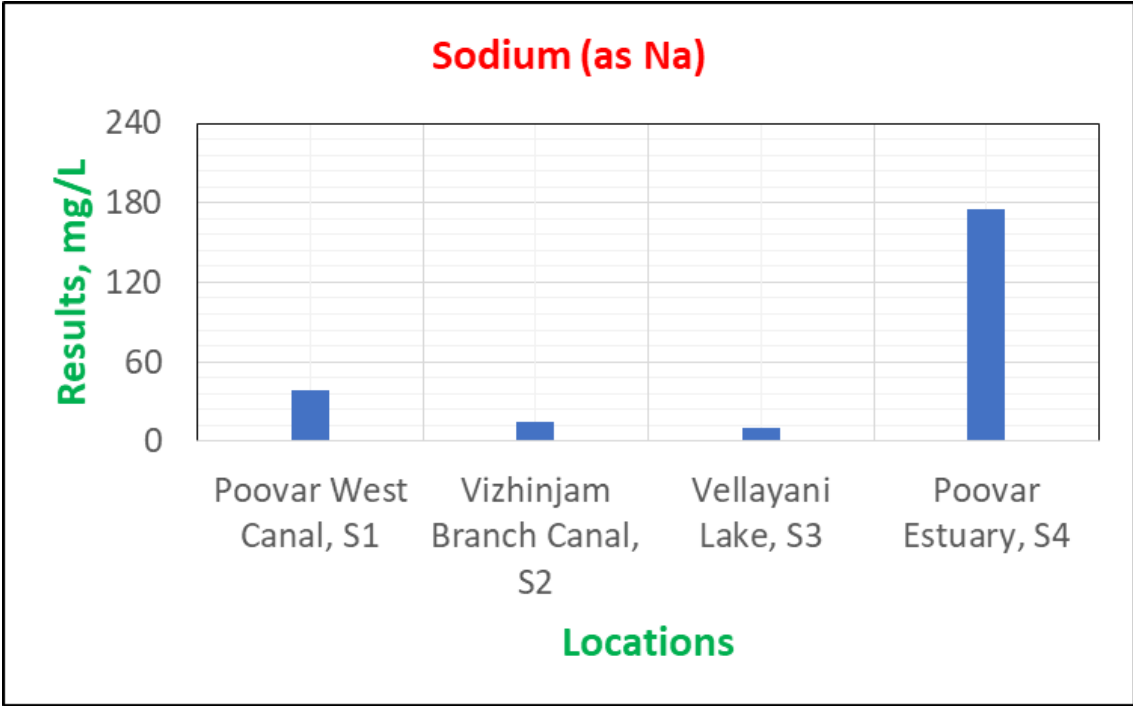 Sodium (as Na)
Results, mg/L
240
180
120
60
0
Poovar West
Canal, S1
Vizhinjam
Branch Canal,
S2
Vellayani
Lake, S3
Poovar
Estuary, S4
Locations